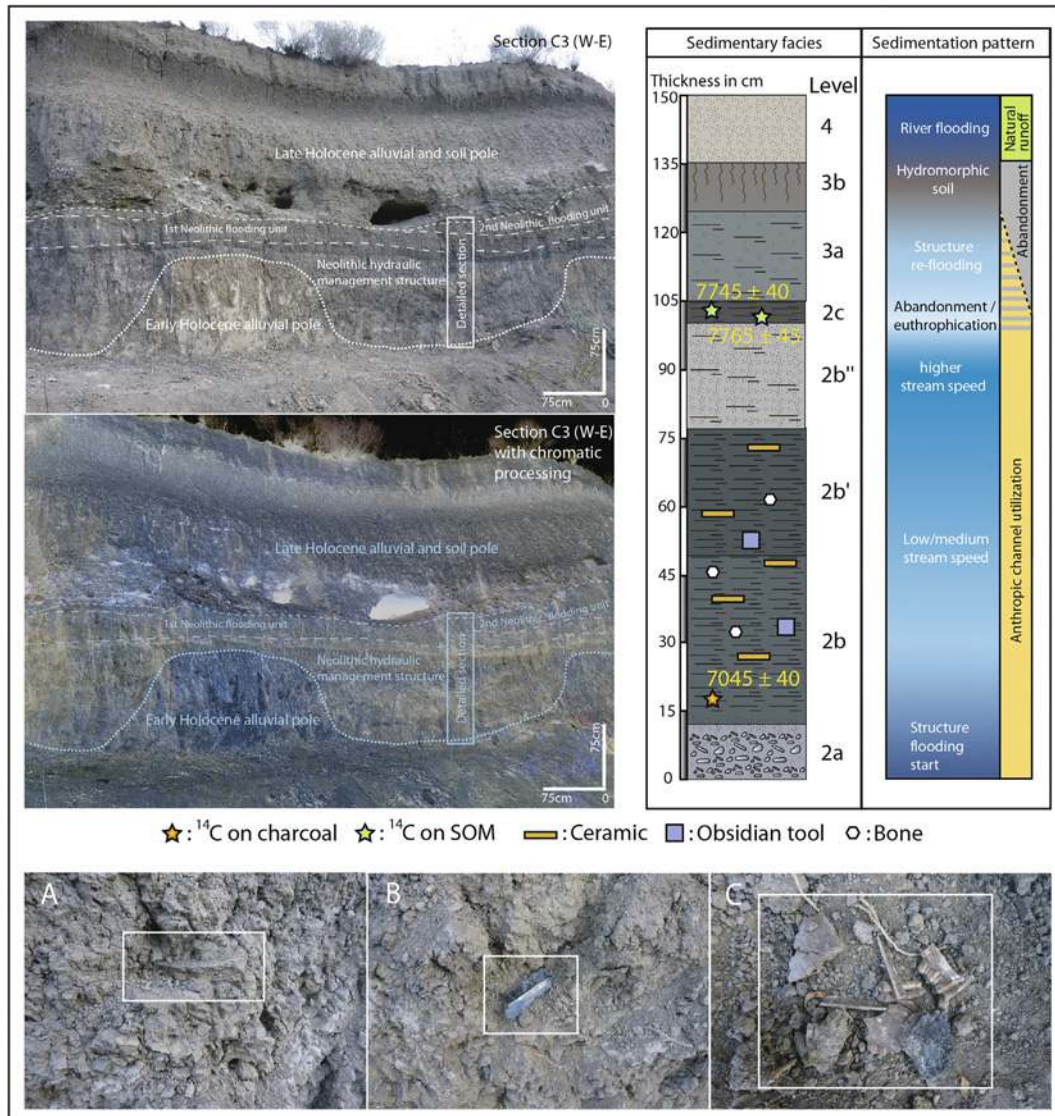 Section C3 (W-E)
Late Holocene alluvial and soil pole
1st Neolithic flooding unit
2nd Neolithic flooding unit
Neolithic hydraulic
management structure
Detailed section
Early Holocene alluvial pole
75cm
75cm
0
Section C3 (W-E)
with chromatic
processing
Late Holocene alluvial and soil pole
1st Neolithic flooding unit
2nd Neolithic flooding unit
Neolithic hydraulic
management structure
Detailed section
Early Holocene alluvial pole
75cm
75cm
0
Sedimentary facies
Thickness in cm
Level
150
135
120
105
90
75
60
45
30
15
0
4
3b
3a
2c
2b"
2b'
2b
2a
7745 ± 40
7765 ± 45
7045 ± 40
Sedimentation pattern
River flooding
Hydromorphic
soil
Structure
re-flooding
Abandonment /
euthrophication
higher
stream speed
Low/medium
stream speed
Structure
flooding
start
Natural
runoff
Abandonment
Anthropic channel utilization
: ¹⁴C on charcoal : ¹⁴C on SOM : Ceramic : Obsidian tool : Bone
A
B
C